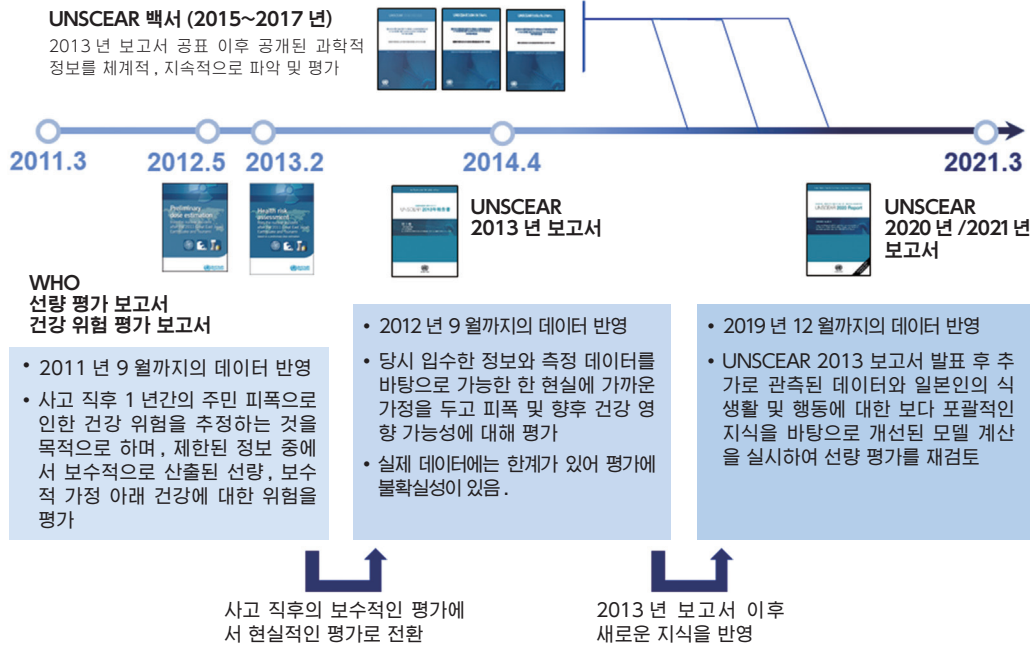 UNSCEAR 백서 (2015~2017 년)
2013 년 보고서 공표 이후 공개된 과학적
정보를 체계적 , 지속적으로 파악 및 평가
2011.3
2012.5
2013.2
2014.4
2021.3
Preliminary
dose estimation
Health risk
assessment
UNSCEAR
2013 년 보고서
UNSCEAR 2020 Report
UNSCEAR
2020 년 /2021 년
보고서
WHO
선량 평가 보고서
건강 위험 평가 보고서
• 2011 년 9 월까지의 데이터 반영
• 사고 직후 1 년간의 주민 피폭으로
인한 건강 위험을 추정하는 것을
목적으로 하며 , 제한된 정보 중에
서 보수적으로 산출된 선량 , 보수
적 가정 아래 건강에 대한 위험을
평가
• 2012 년 9 월까지의 데이터 반영
• 당시 입수한 정보와 측정 데이터를
바탕으로 가능한 한 현실에 가까운
가정을 두고 피폭 및 향후 건강 영
향 가능성에 대해 평가
• 실제 데이터에는 한계가 있어 평가에
불확실성이 있음 .
• 2019 년 12 월까지의 데이터 반영
• UNSCEAR 2013 보고서 발표 후 추
가로 관측된 데이터와 일본인의 식
생활 및 행동에 대한 보다 포괄적인
지식을 바탕으로 개선된 모델 계산
을 실시하여 선량 평가를 재검토
사고 직후의 보수적인 평가에
서 현실적인 평가로 전환
2013 년 보고서 이후
새로운 지식을 반영